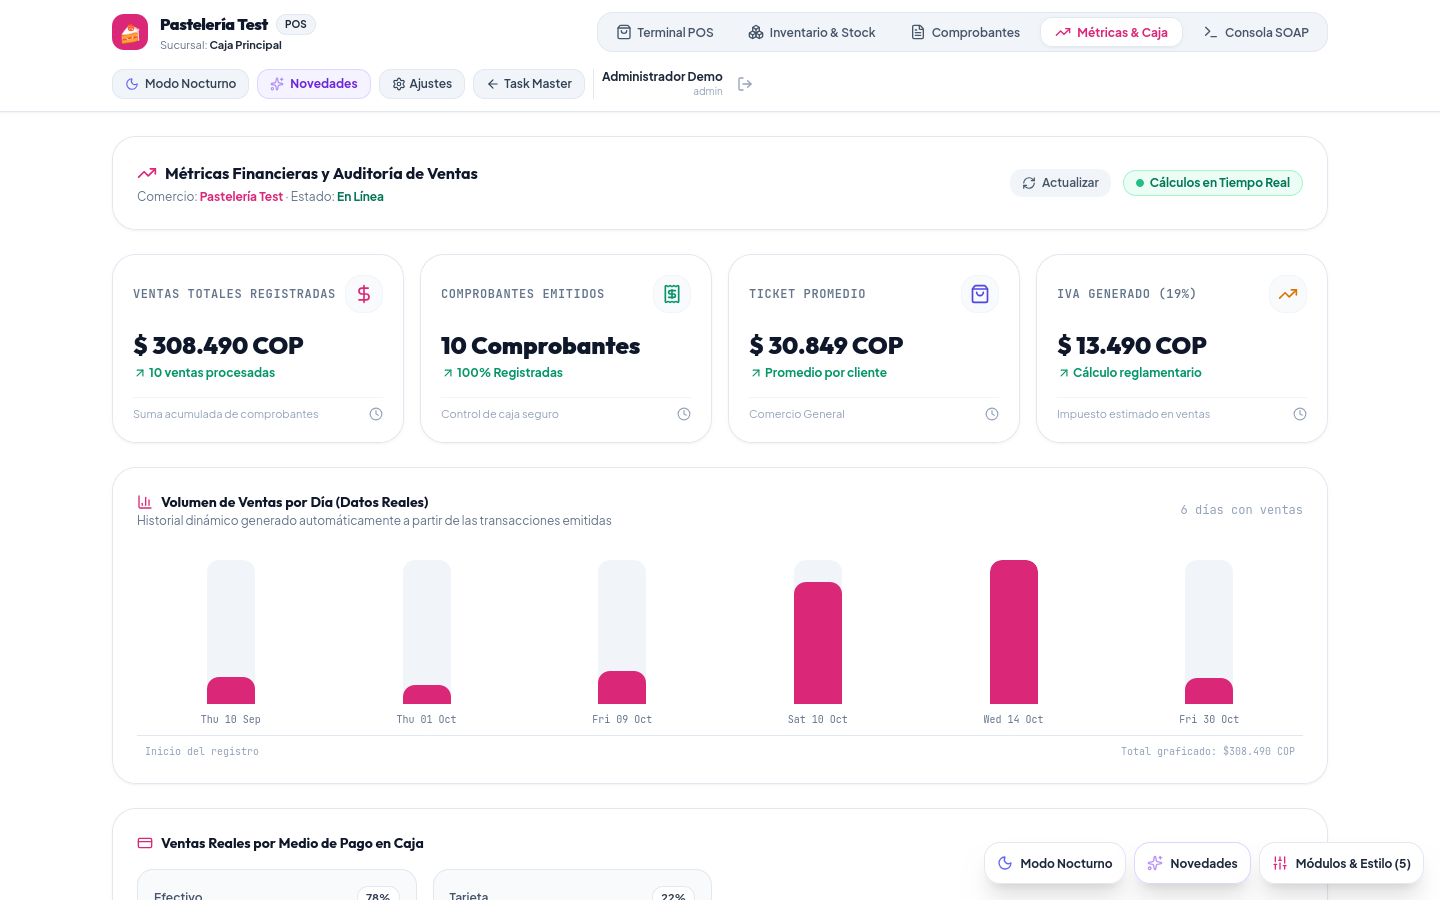 Pastelería Test POS
Sucursal: Caja Principal
Terminal POS
Inventario & Stock
Comprobantes
Métricas & Caja
Consola SOAP
Modo Nocturno
Novedades
Ajustes
Task Master
Administrador Demo
admin
Métricas Financieras y Auditoría de Ventas
Comercio: Pastelería Test · Estado: En Línea
Actualizar
Cálculos en Tiempo Real
VENTAS TOTALES REGISTRADAS
$ 308.490 COP
10 ventas procesadas
Suma acumulada de comprobantes
COMPROBANTES EMITIDOS
10 Comprobantes
100% Registradas
Control de caja seguro
TICKET PROMEDIO
$ 30.849 COP
Promedio por cliente
Comercio General
IVA GENERADO (19%)
$ 13.490 COP
Cálculo reglamentario
Impuesto estimado en ventas
Volumen de Ventas por Día (Datos Reales)
Historial dinámico generado automáticamente a partir de las transacciones emitidas
6 días con ventas
Thu 10 Sep
Thu 01 Oct
Fri 09 Oct
Sat 10 Oct
Wed 14 Oct
Fri 30 Oct
Inicio del registro
Total graficado: $308.490 COP
Ventas Reales por Medio de Pago en Caja
Efectivo
78%
Tarjeta
22%
Modo Nocturno
Novedades
Módulos & Estilo (5)